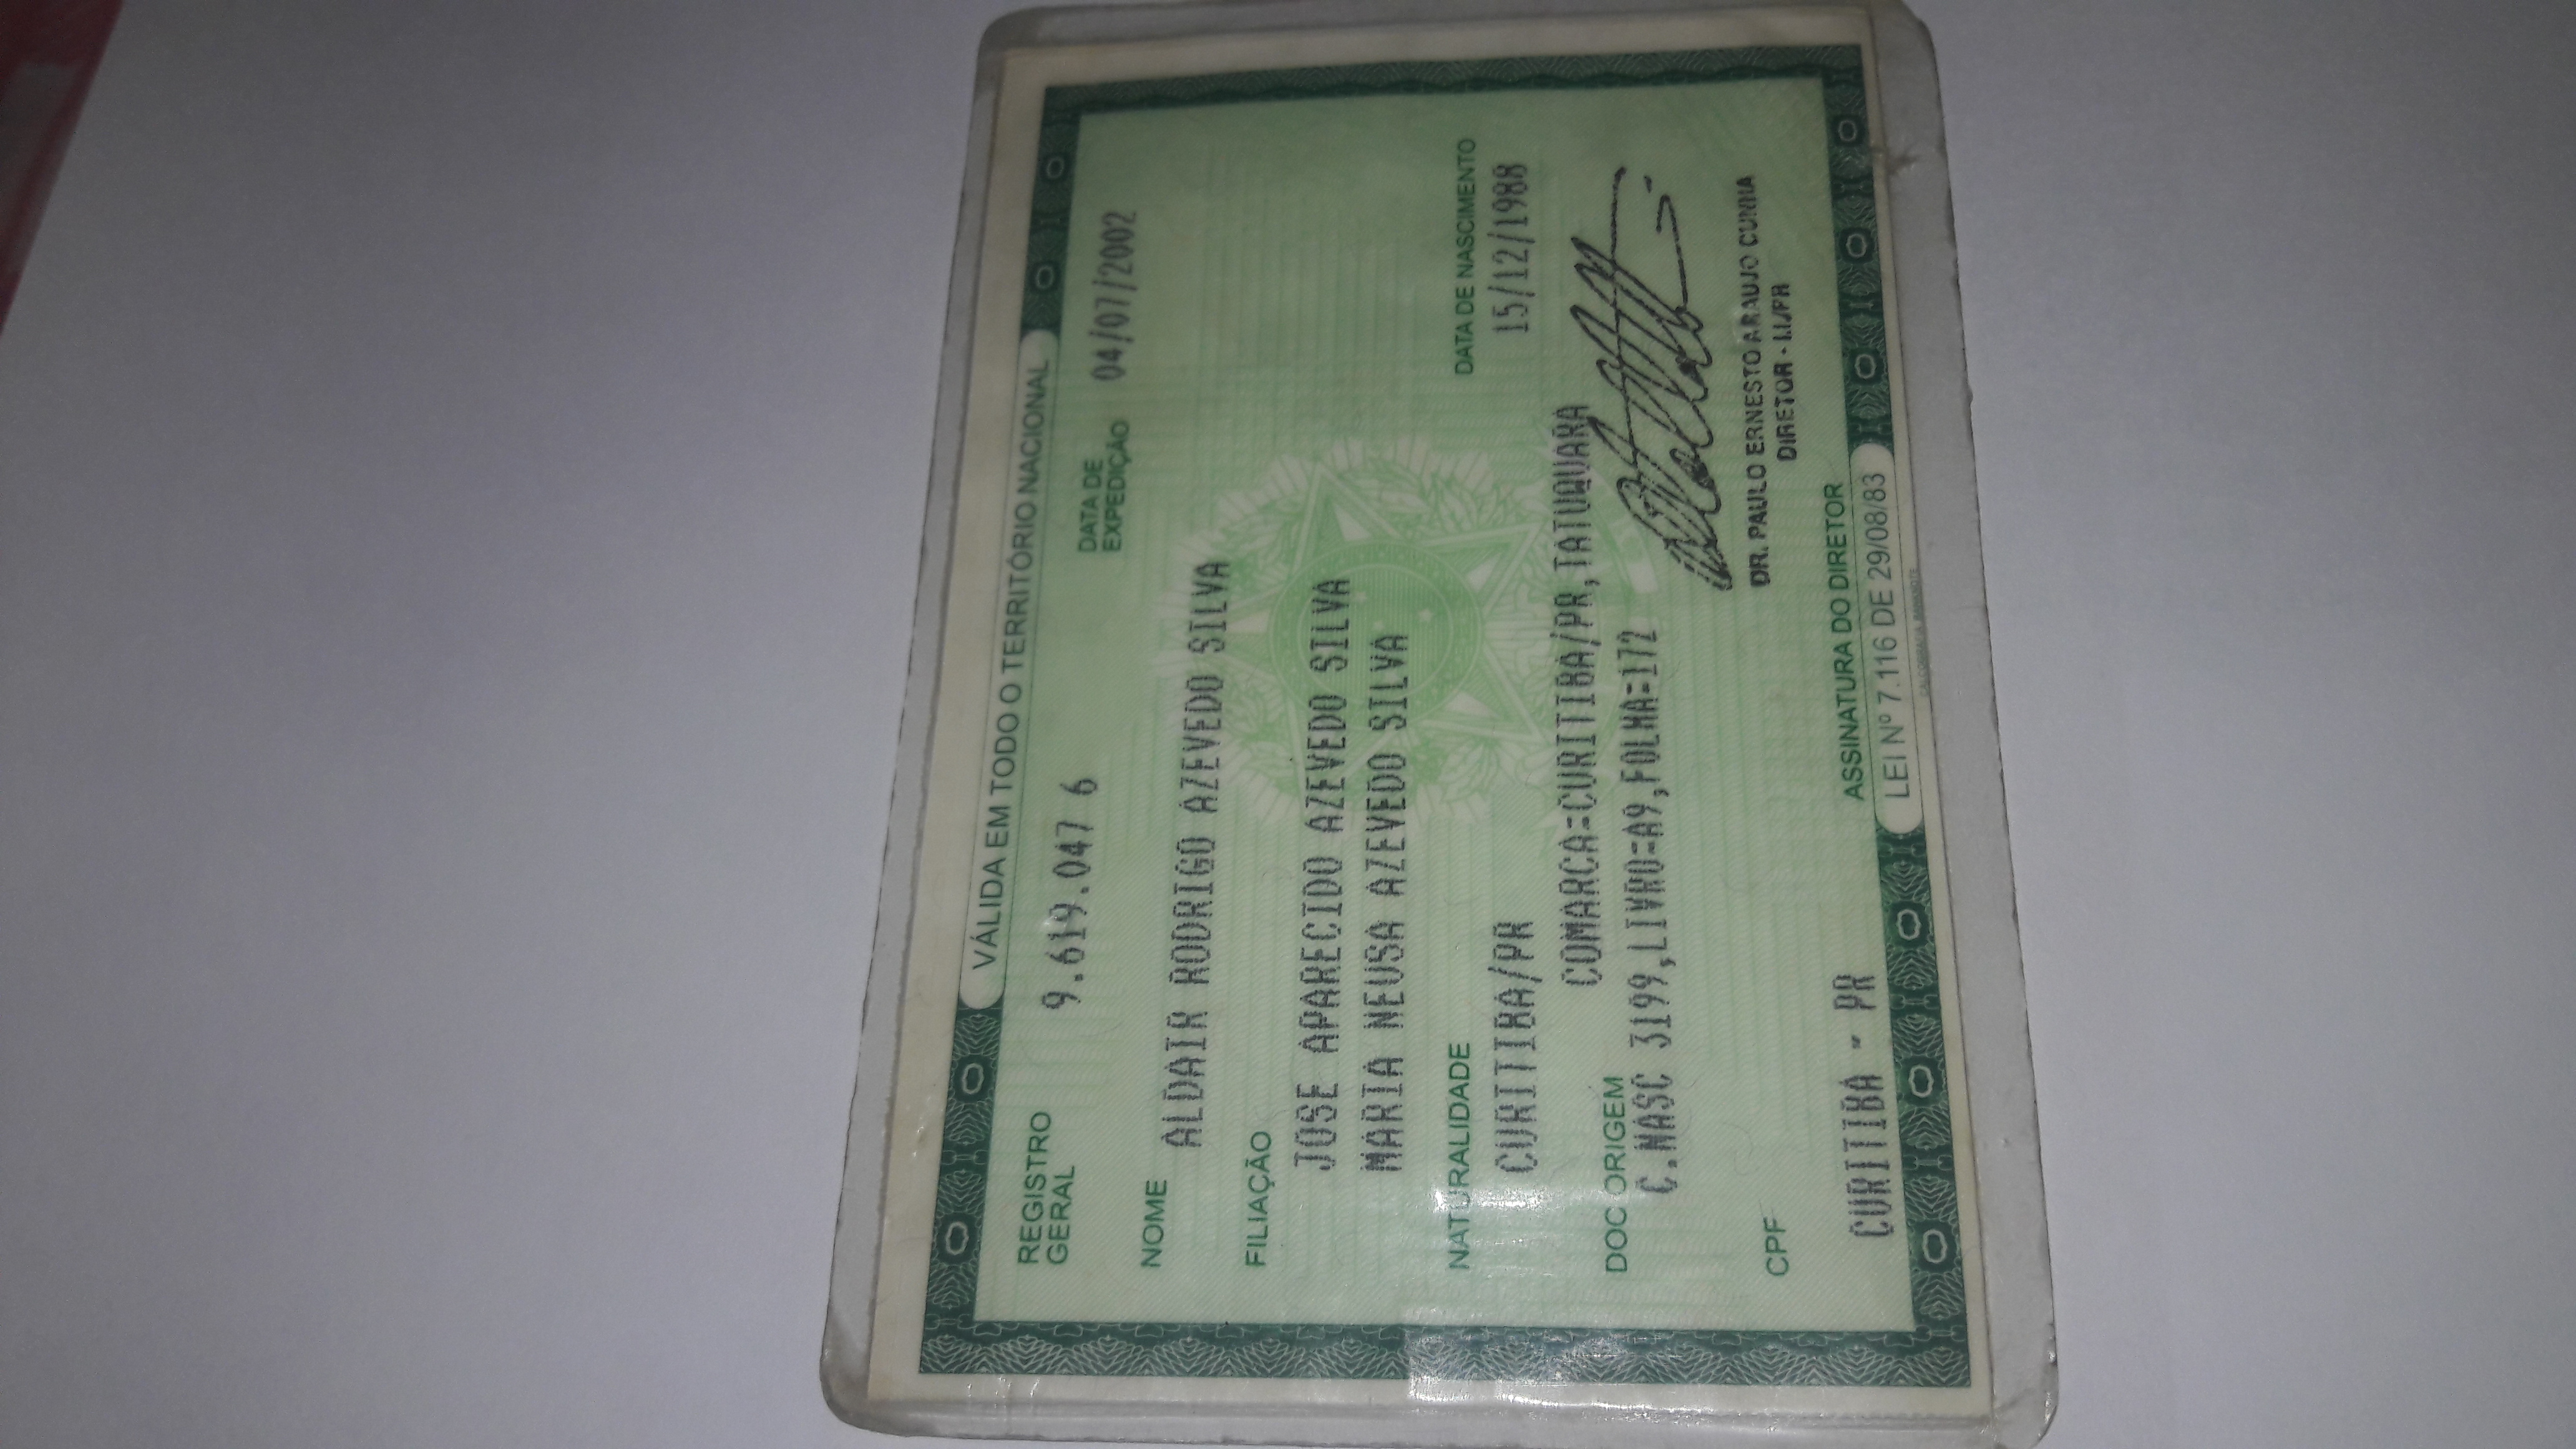 VÁLIDA EM TODO O TERRITÓRIO NACIONAL
REGISTRO GERAL 9.619.047 6 DATA DE EXPEDIÇÃO 04/07/2002
NOME ALDAIR RODRIGO AZEVEDO SILVA
FILIAÇÃO
JOSE APARECIDO AZEVEDO SILVA
MARIA NEUSA AZEVEDO SILVA
NATURALIDADE DATA DE NASCIMENTO
CURITIBA/PR 15/12/1988
DOC ORIGEM COMARCA=CURITIBA/PR,TATUQUARA
C.NASC 3199,LIVRO=A9,FOLHA=172
CPF
DR. PAULO ERNESTO ARAUJO CUNHA
DIRETOR - I.I/PR
CURITIBA - PR
ASSINATURA DO DIRETOR
LEI Nº 7.116 DE 29/08/83